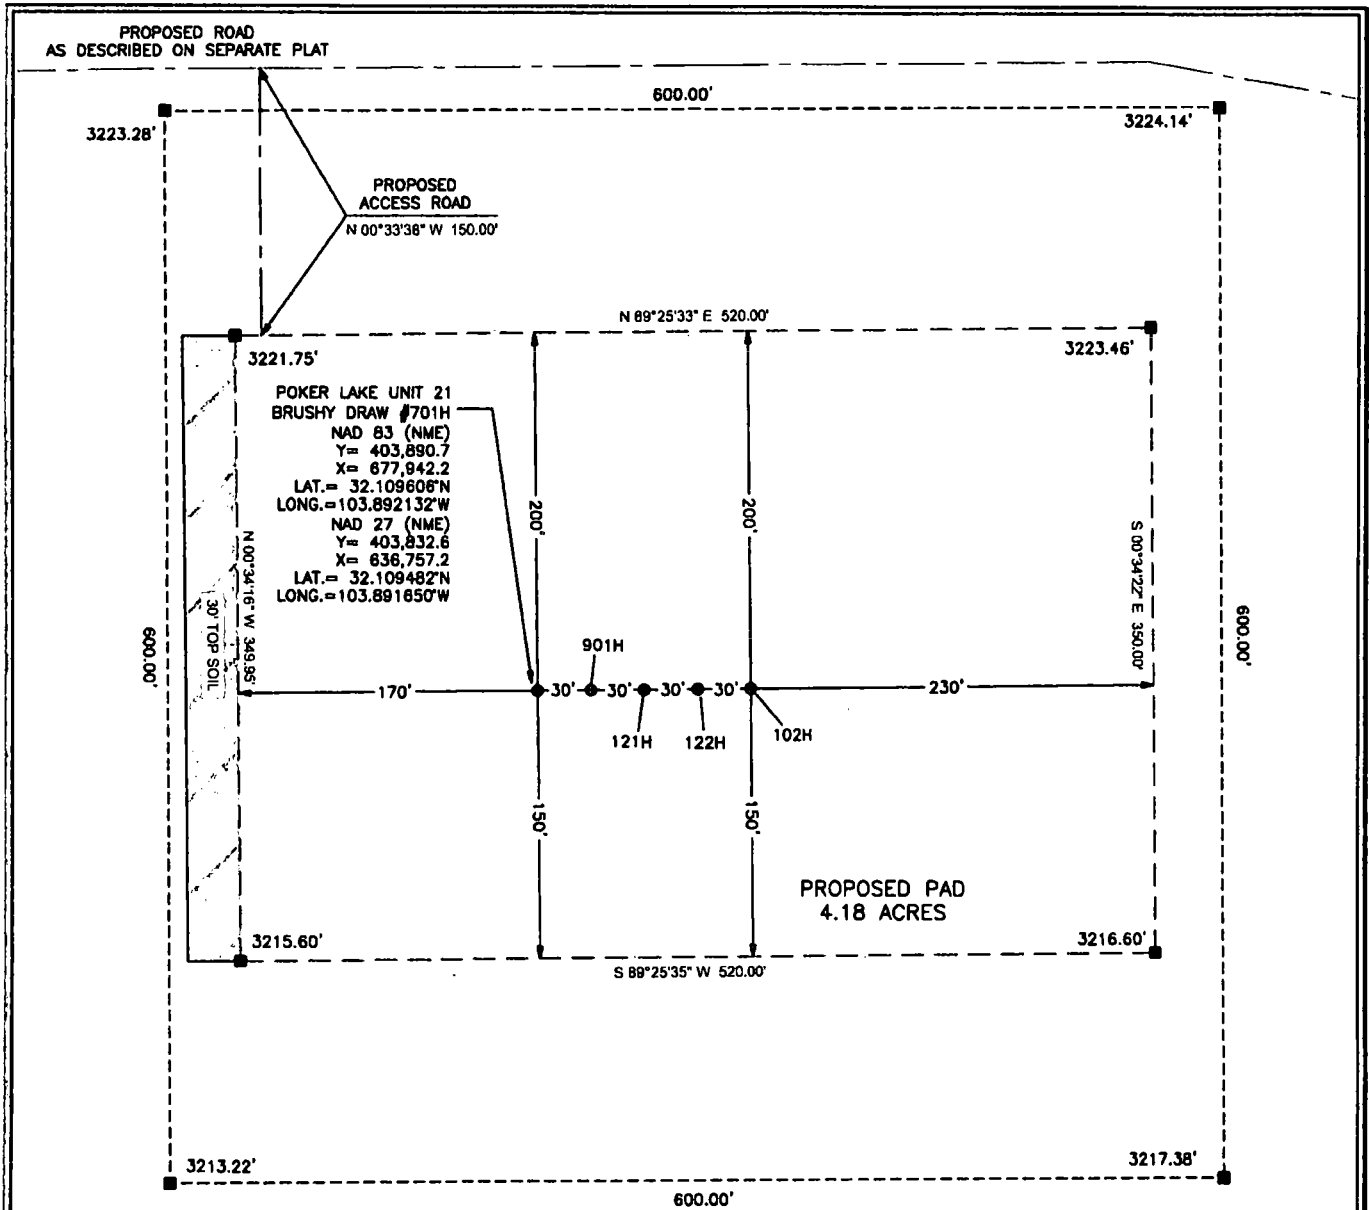 PROPOSED ROAD
AS DESCRIBED ON SEPARATE PLAT
600.00'
3223.28'
3224.14'
PROPOSED
ACCESS ROAD
N 00°33'38" W 150.00'
N 89°25'33" E 520.00'
3221.75'
3223.46'
POKER LAKE UNIT 21
BRUSHY DRAW #701H
NAD 83 (NME)
Y= 403,890.7
X= 677,942.2
LAT.= 32.109606°N
LONG.=103.892132°W
NAD 27 (NME)
Y= 403,832.6
X= 636,757.2
LAT.= 32.109482°N
LONG.=103.891650°W
200'
200'
N 00°34'16" W 349.95'
30' TOP SOIL
S 00°34'22" E 350.00'
600.00'
600.00'
901H
170'
30'
30'
30'
30'
230'
121H
122H
102H
150'
150'
PROPOSED PAD
4.18 ACRES
3215.60'
3216.60'
S 89°25'35" W 520.00'
3213.22'
3217.38'
600.00'